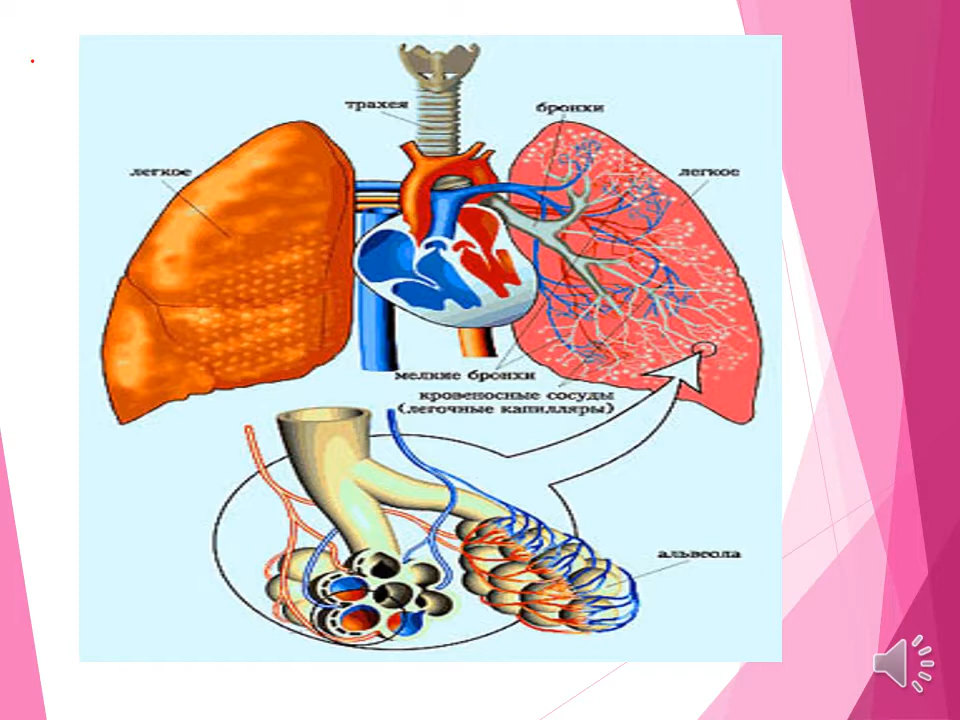 трахея
бронхи
легкое
легкое
мелкие бронхи
кровеносные сосуды
(легочные капилляры)
альвеола